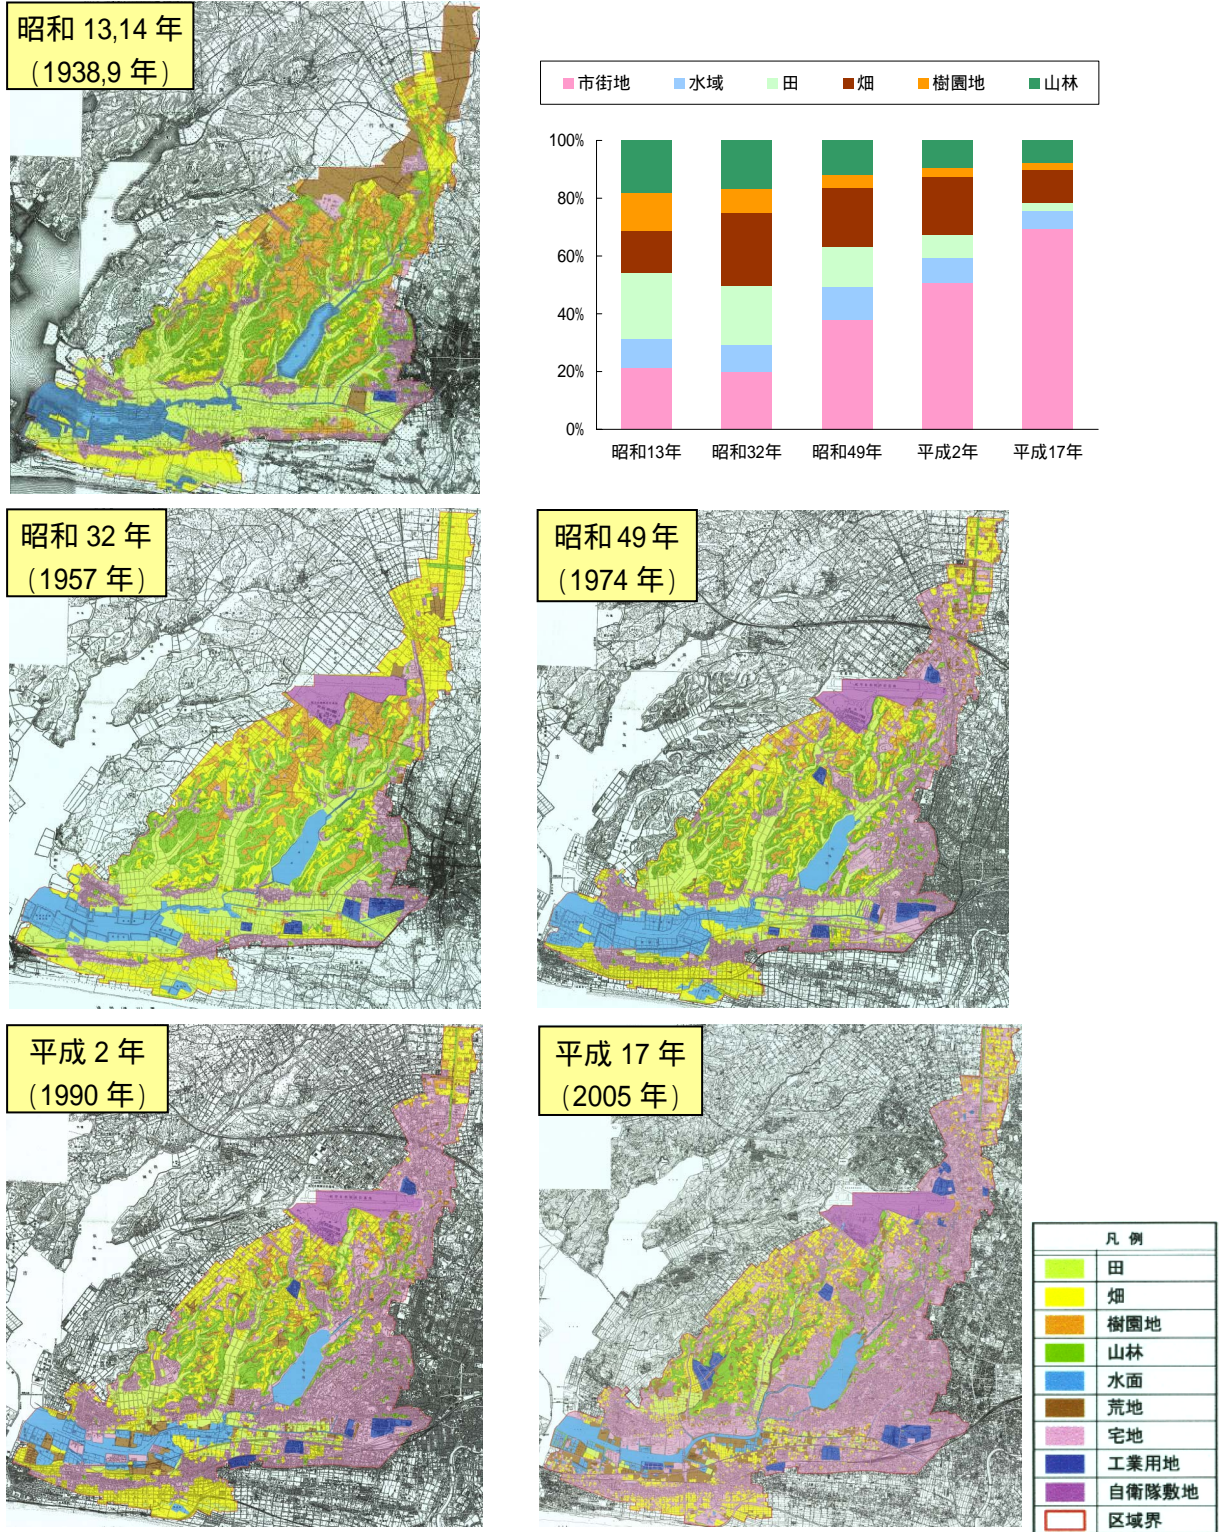 昭和 13,14 年
(1938,9 年)
市街地 水域 田 畑 樹園地 山林
100%
80%
60%
40%
20%
0%
昭和13年 昭和32年 昭和49年 平成2年 平成17年
昭和 32 年
(1957 年)
昭和 49 年
(1974 年)
平成 2 年
(1990 年)
平成 17 年
(2005 年)
凡 例
田
畑
樹園地
山林
水面
荒地
宅地
工業用地
自衛隊敷地
区域界